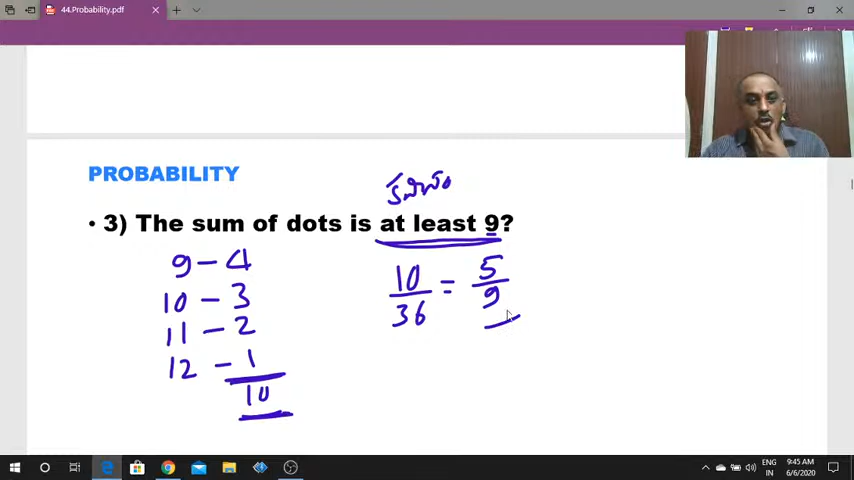 44.Probability.pdf
PROBABILITY
• 3) The sum of dots is at least 9?
9 – 4
10 – 3
11 – 2
12 – 1
10
10/36 = 5/9
ENG
IN
9:45 AM
6/6/2020